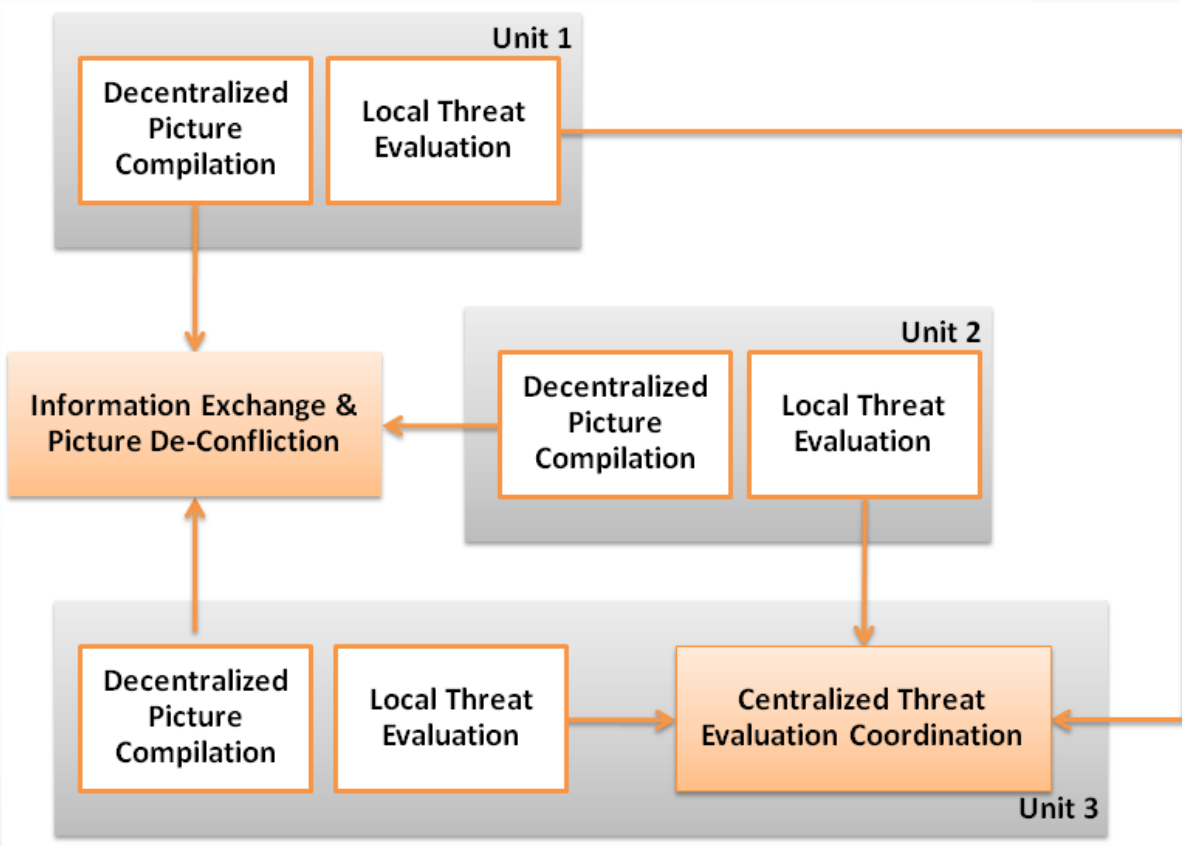 Unit 1
Decentralized
Picture
Compilation
Local Threat
Evaluation
Unit 2
Information Exchange &
Picture De-Confliction
Decentralized
Picture
Compilation
Local Threat
Evaluation
Decentralized
Picture
Compilation
Local Threat
Evaluation
Centralized Threat
Evaluation Coordination
Unit 3